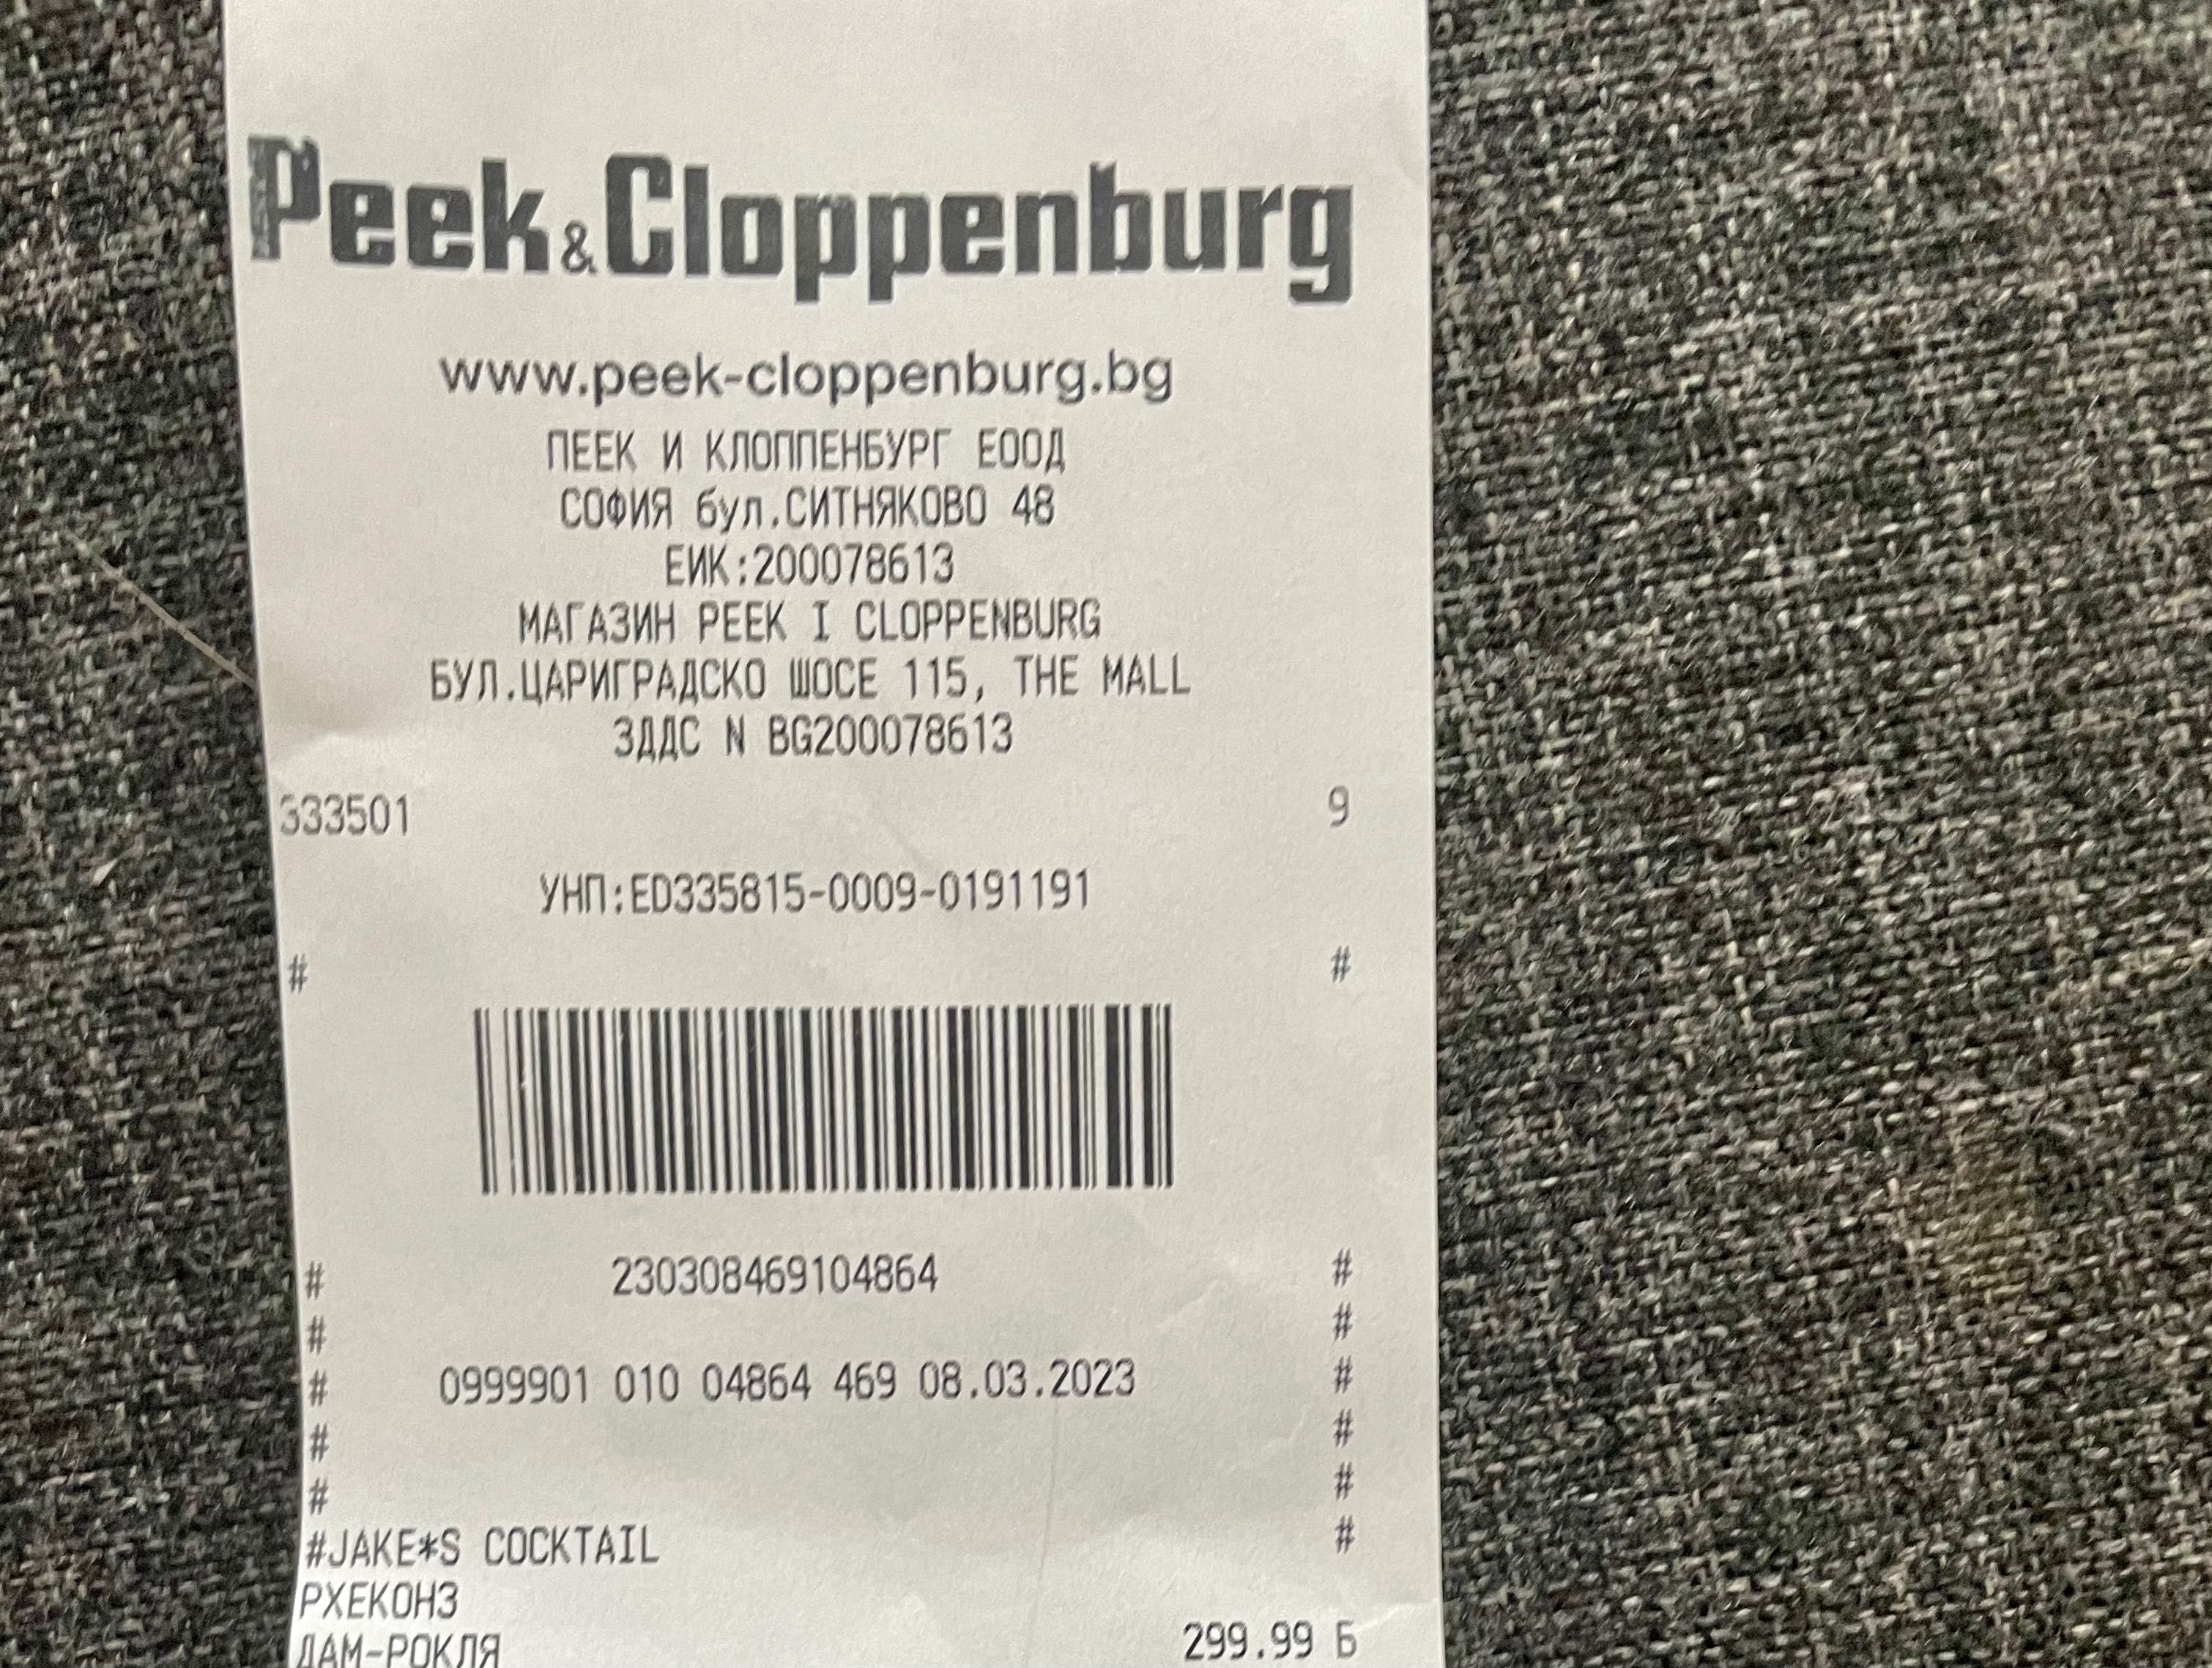 Peek&Cloppenburg
www.peek-cloppenburg.bg
ПЕЕК И КЛОППЕНБУРГ ЕООД
СОФИЯ бул.СИТНЯКОВО 48
ЕИК:200078613
МАГАЗИН PEEK I CLOPPENBURG
БУЛ.ЦАРИГРАДСКО ШОСЕ 115, THE MALL
ЗДДС N BG200078613
333501 9
УНП:ED335815-0009-0191191
# #
# 230308469104864 #
# #
# 0999901 010 04864 469 08.03.2023 #
# #
# #
#JAKE*S COCKTAIL #
РХЕКОНЗ
ДАМ-РОКЛЯ 299.99 Б